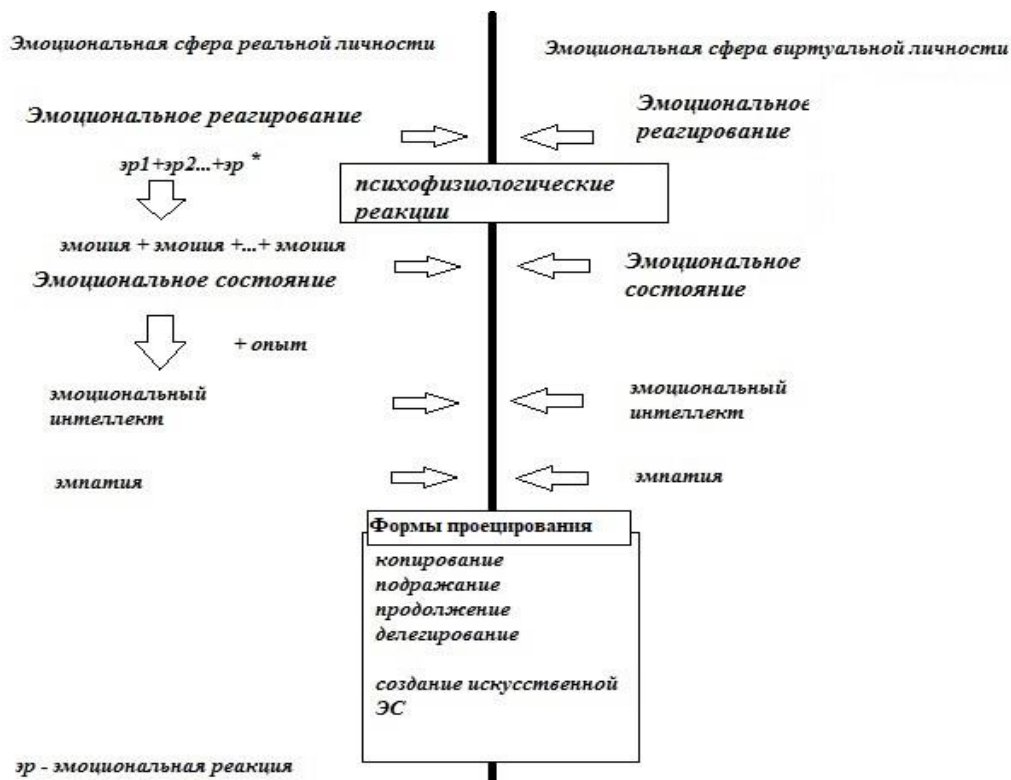 Эмоциональная сфера реальной личности
Эмоциональная сфера виртуальной личности
Эмоциональное реагирование
Эмоциональное
реагирование
эр1+эр2...+эр *
психофизиологические
реакции
эмоция + эмоция +...+ эмоция
Эмоциональное состояние
Эмоциональное
состояние
+ опыт
эмоциональный
интеллект
эмоциональный
интеллект
эмпатия
эмпатия
Формы проецирования
копирование
подражание
продолжение
делегирование
создание искусственной
ЭС
эр - эмоциональная реакция